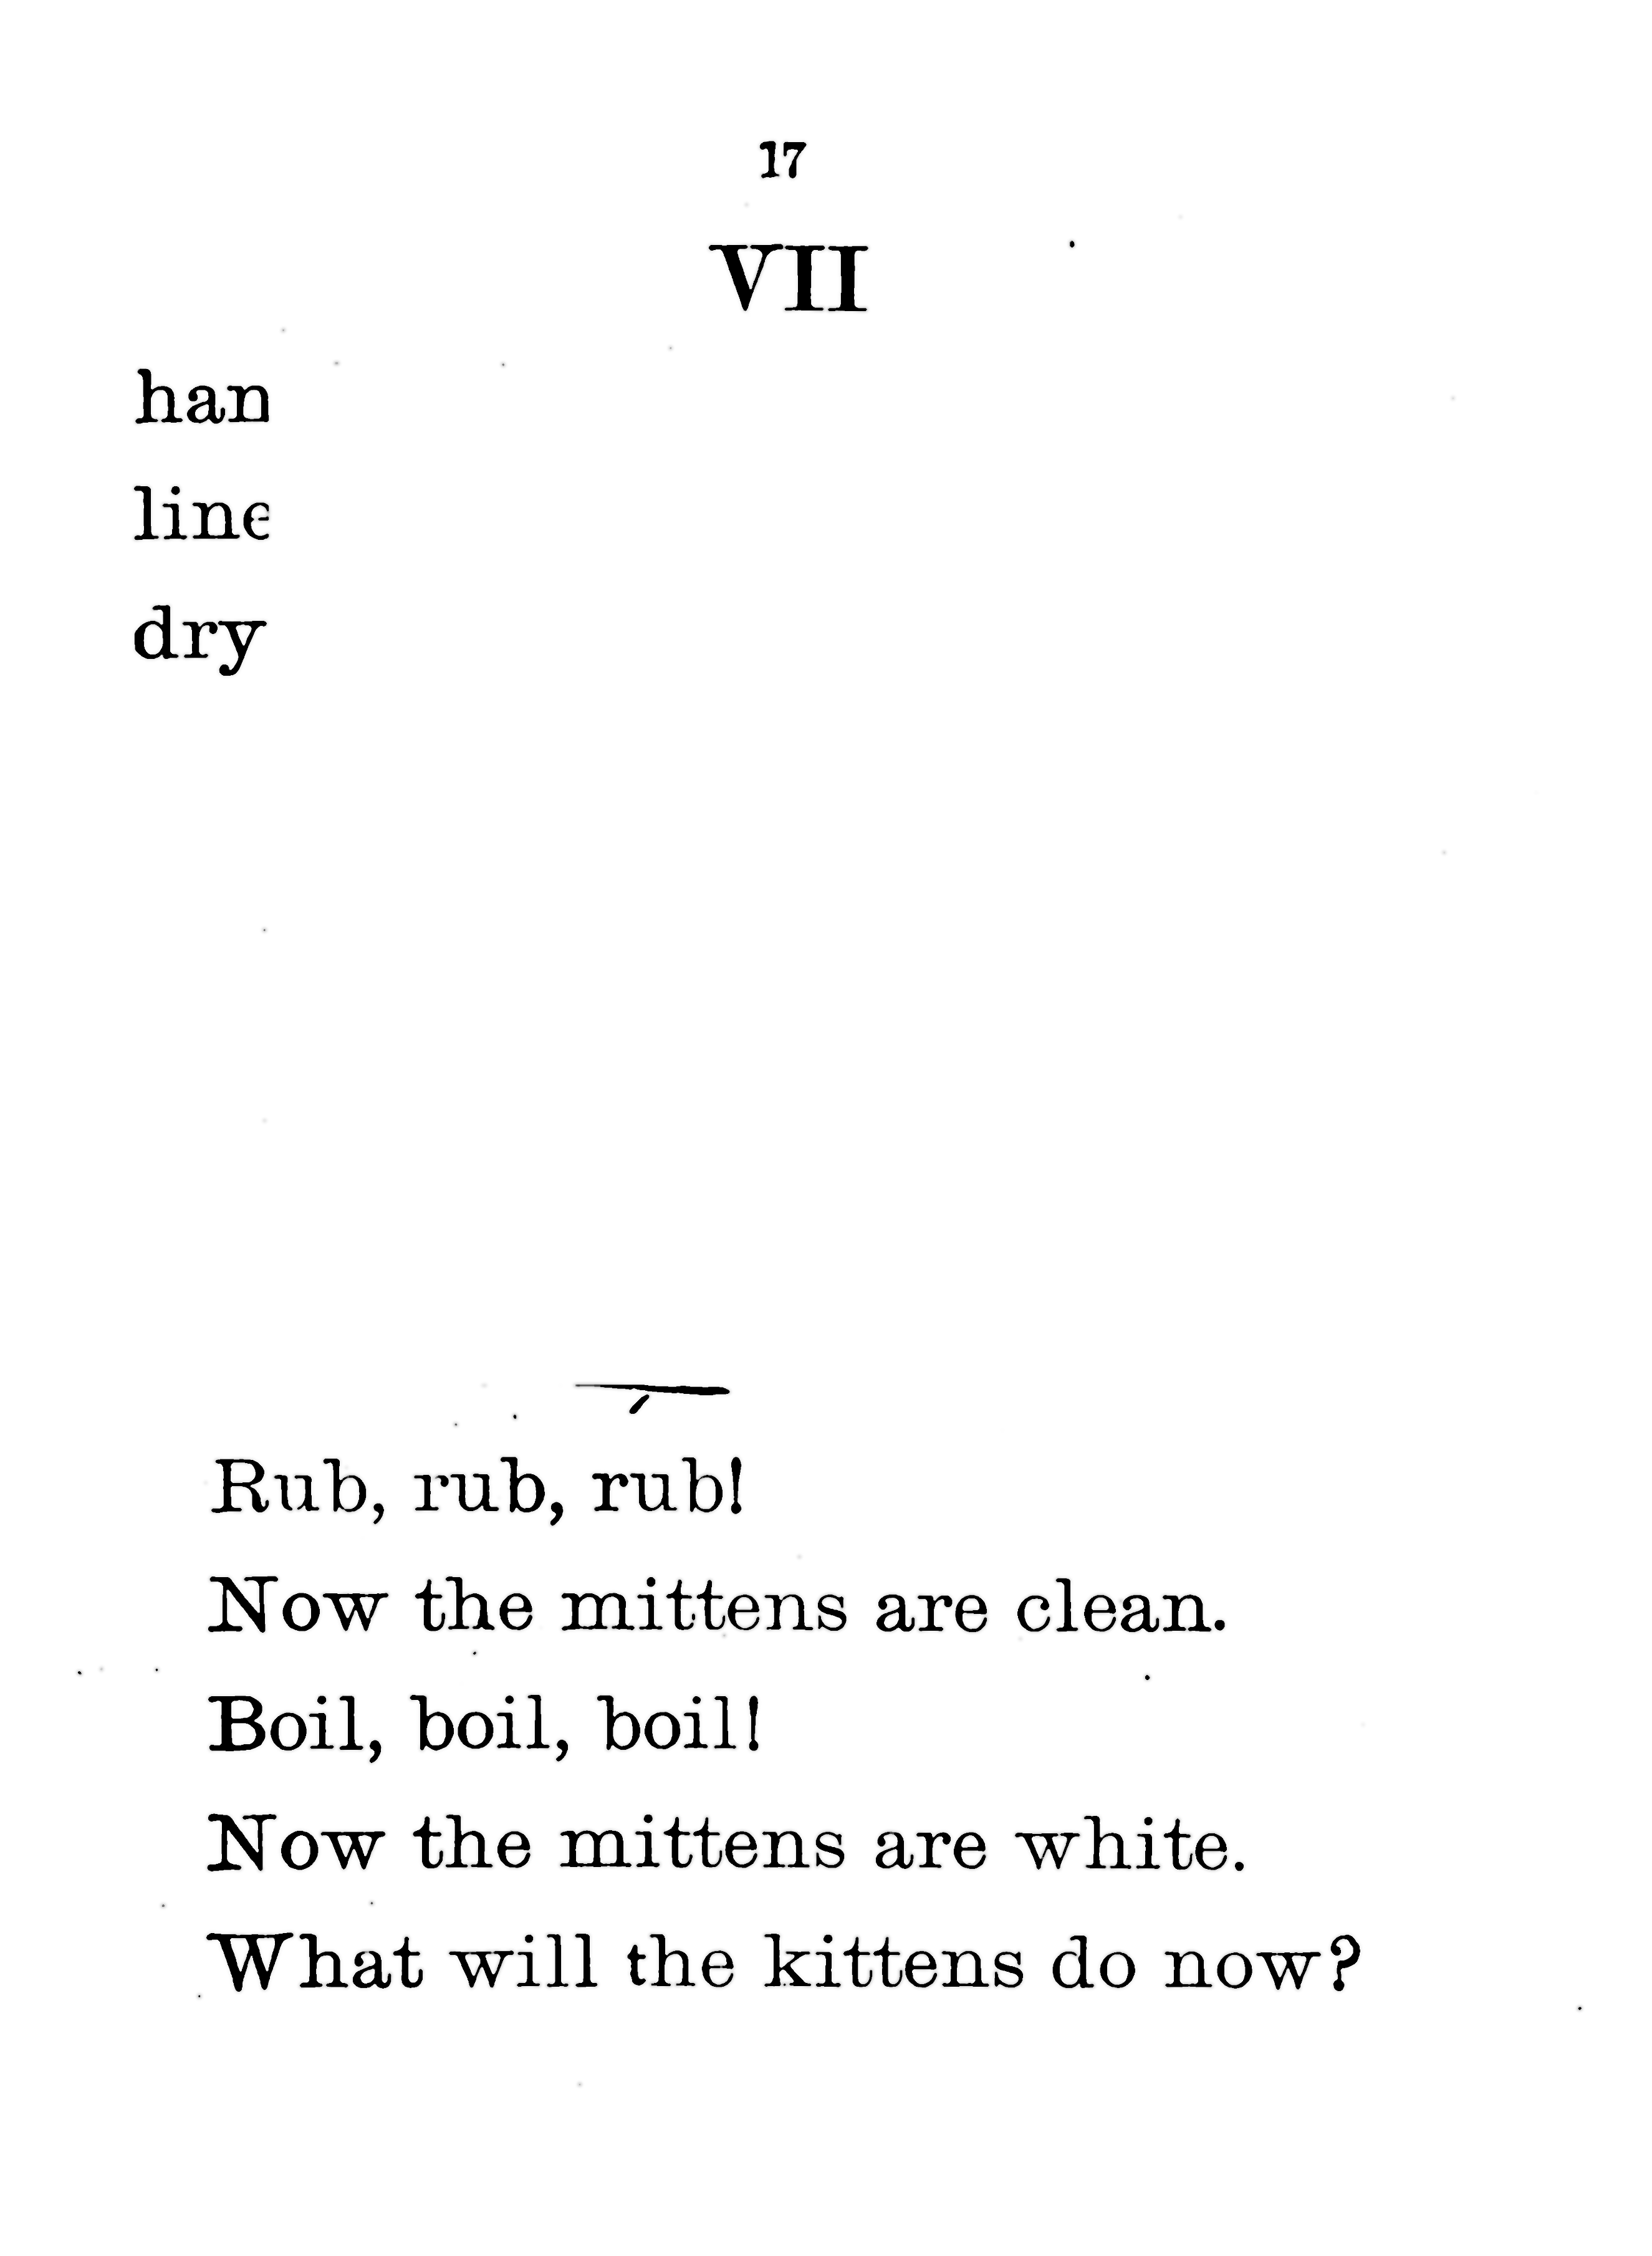 17
VII
han
line
dry
Rub, rub, rub!
Now the mittens are clean.
Boil, boil, boil!
Now the mittens are white.
What will the kittens do now?